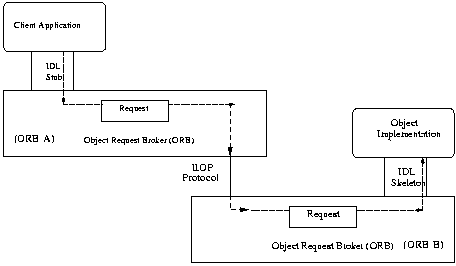 Client Application
IDL
Stub
Request
(ORB A)
Object Request Broker (ORB)
Object
Implementation
IIOP
Protocol
IDL
Skeleton
Request
Object Request Broker (ORB)
(ORB B)